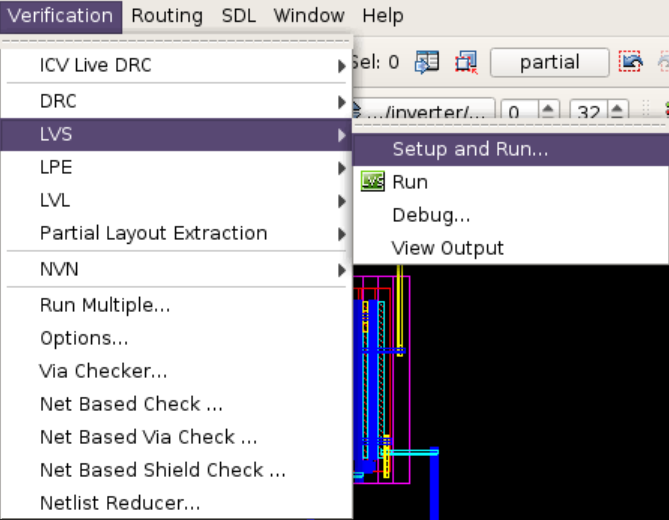 Verification Routing SDL Window Help
ICV Live DRC
Sel: 0 partial
DRC
.../inverter/... 0 32
LVS
Setup and Run...
LPE
LVS Run
LVL
Debug...
Partial Layout Extraction
View Output
NVN
Run Multiple...
Options...
Via Checker...
Net Based Check ...
Net Based Via Check ...
Net Based Shield Check ...
Netlist Reducer...